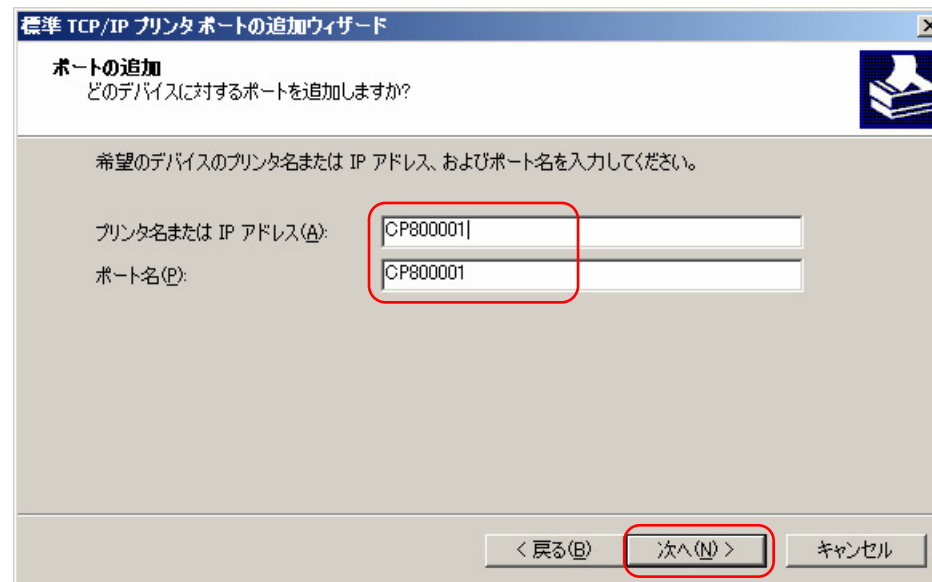 標準 TCP/IP プリンタ ポートの追加ウィザード
ポートの追加
どのデバイスに対するポートを追加しますか?
希望のデバイスのプリンタ名または IP アドレス、およびポート名を入力してください。
プリンタ名または IP アドレス(A): CP800001
ポート名(P): CP800001
< 戻る(B) 次へ(N) > キャンセル